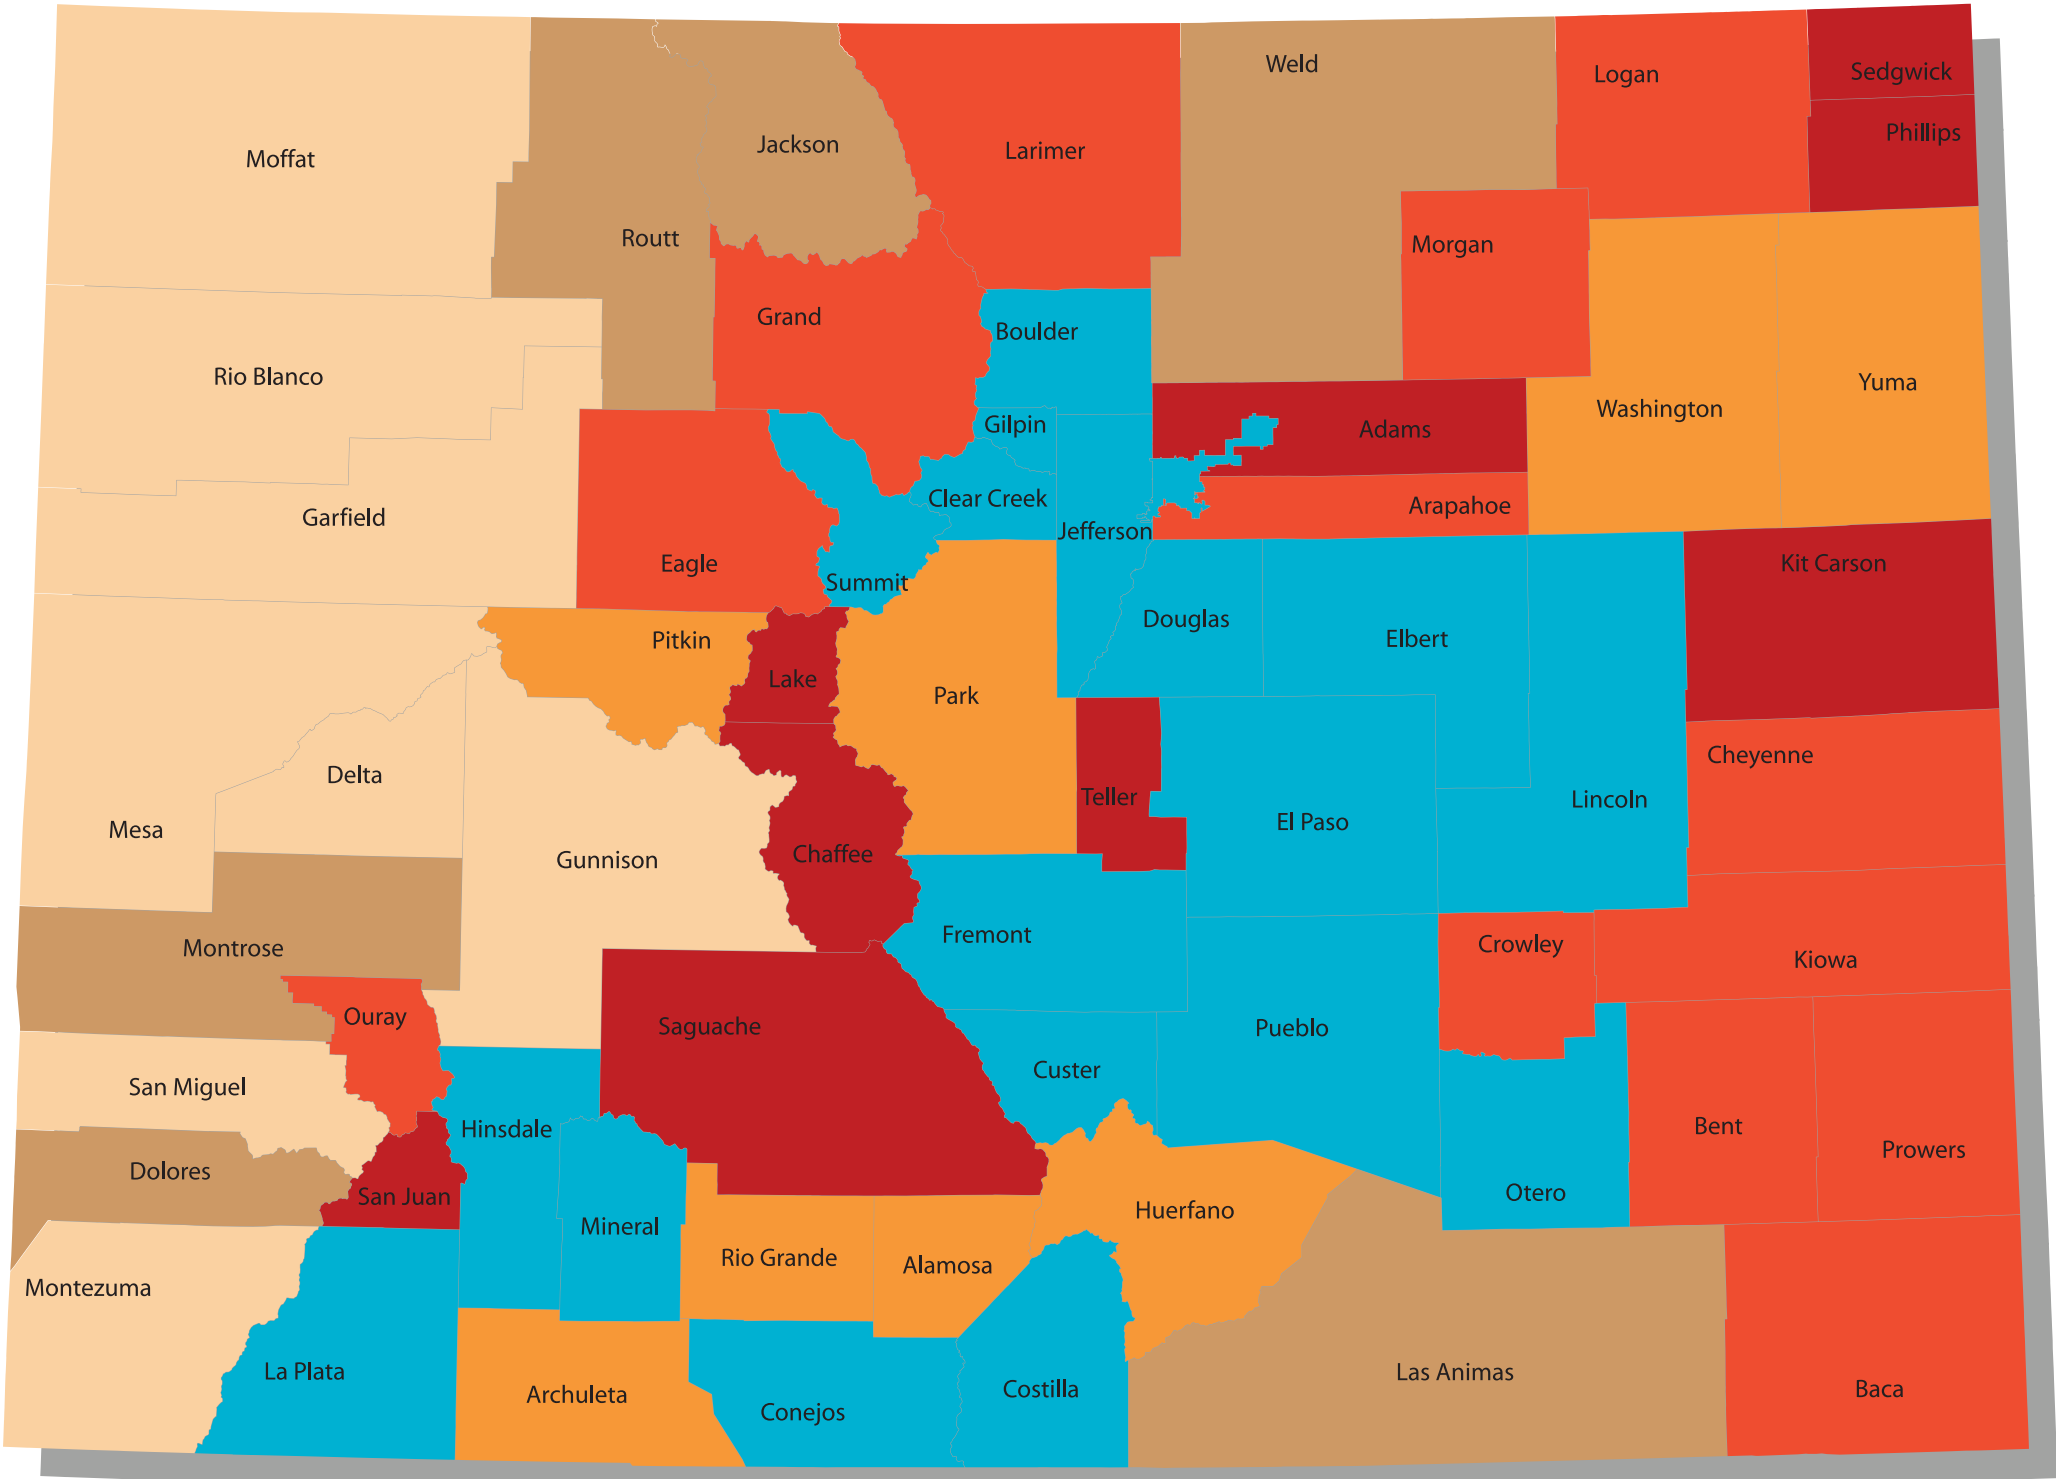 Weld
Logan
Sedgwick
Phillips
Jackson
Larimer
Moffat
Routt
Morgan
Grand
Boulder
Rio Blanco
Yuma
Washington
Gilpin
Adams
Clear Creek
Arapahoe
Garfield
Jefferson
Eagle
Kit Carson
Summit
Douglas
Elbert
Pitkin
Lake
Park
Cheyenne
Delta
Teller
Lincoln
El Paso
Mesa
Chaffee
Gunnison
Fremont
Crowley
Montrose
Kiowa
Ouray
Saguache
Pueblo
Custer
San Miguel
Hinsdale
Bent
Prowers
Dolores
San Juan
Otero
Huerfano
Mineral
Rio Grande
Alamosa
Montezuma
La Plata
Las Animas
Costilla
Baca
Archuleta
Conejos